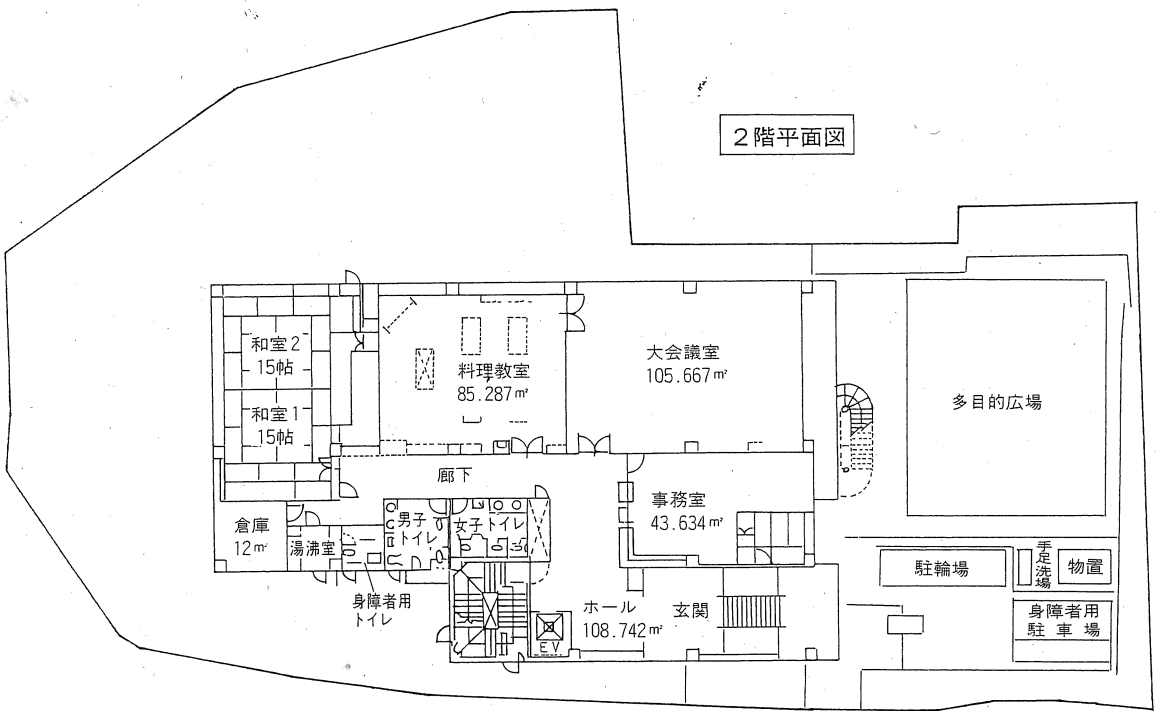 2階平面図
和室2
15帖
料理教室
85.287㎡
大会議室
105.667㎡
多目的広場
和室1
15帖
廊下
事務室
43.634㎡
倉庫
12㎡
湯沸室
男子
トイレ
女子トイレ
身障者用
トイレ
ホール
108.742㎡
玄関
EV
駐輪場
手足洗場
物置
身障者用
駐車場